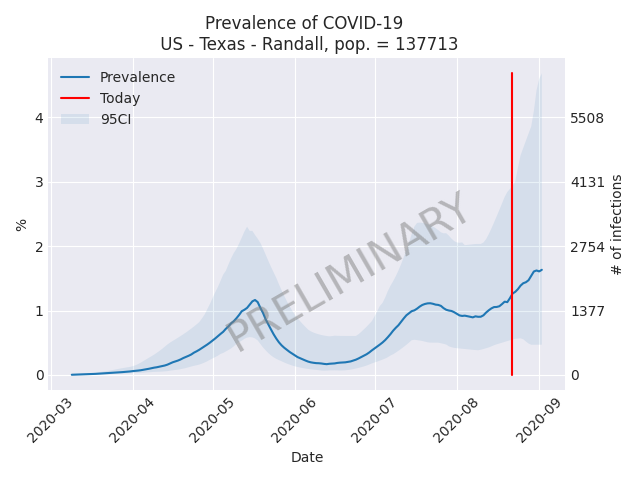 Prevalence of COVID-19
US - Texas - Randall, pop. = 137713
Prevalence
Today
95CI
PRELIMINARY
%
4
3
2
1
0
# of infections
5508
4131
2754
1377
0
2020-03
2020-04
2020-05
2020-06
2020-07
2020-08
2020-09
Date